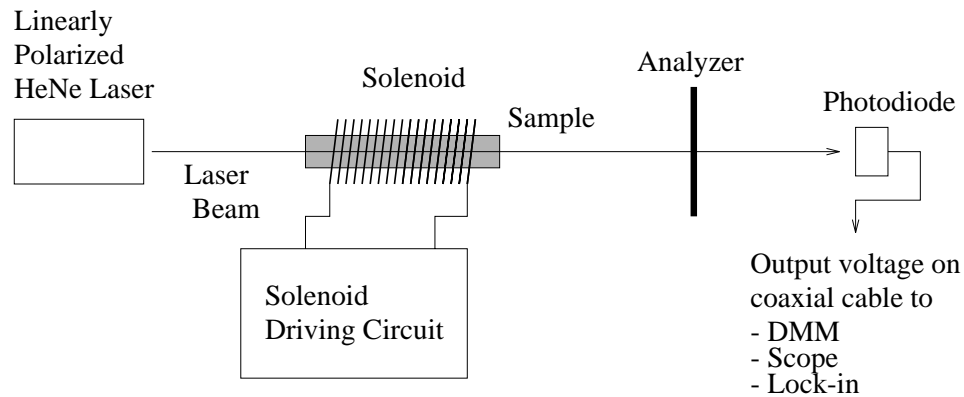 Linearly
Polarized
HeNe Laser
Solenoid
Sample
Analyzer
Photodiode
Laser
Beam
Solenoid
Driving Circuit
Output voltage on
coaxial cable to
- DMM
- Scope
- Lock-in